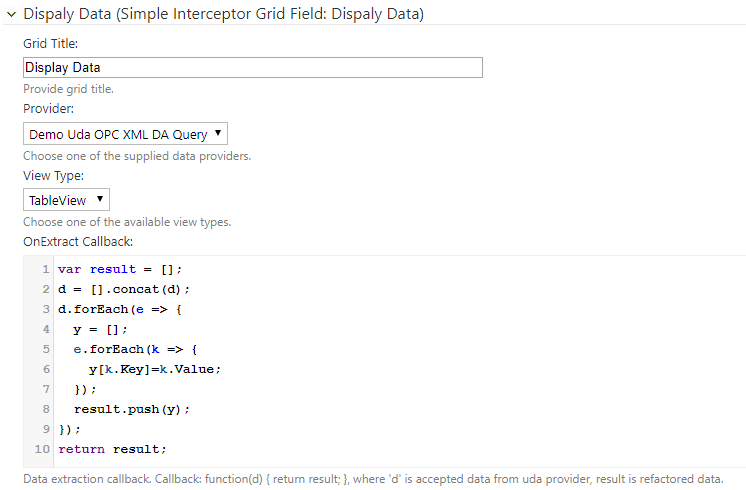 Dispaly Data (Simple Interceptor Grid Field: Dispaly Data)
Grid Title:
Display Data
Provide grid title.
Provider:
Demo Uda OPC XML DA Query
Choose one of the supplied data providers.
View Type:
TableView
Choose one of the available view types.
OnExtract Callback:
1 var result = [];
2 d = [].concat(d);
3 d.forEach(e => {
4   y = [];
5   e.forEach(k => {
6     y[k.Key]=k.Value;
7   });
8   result.push(y);
9 });
10 return result;
Data extraction callback. Callback: function(d) { return result; }, where 'd' is accepted data from uda provider, result is refactored data.